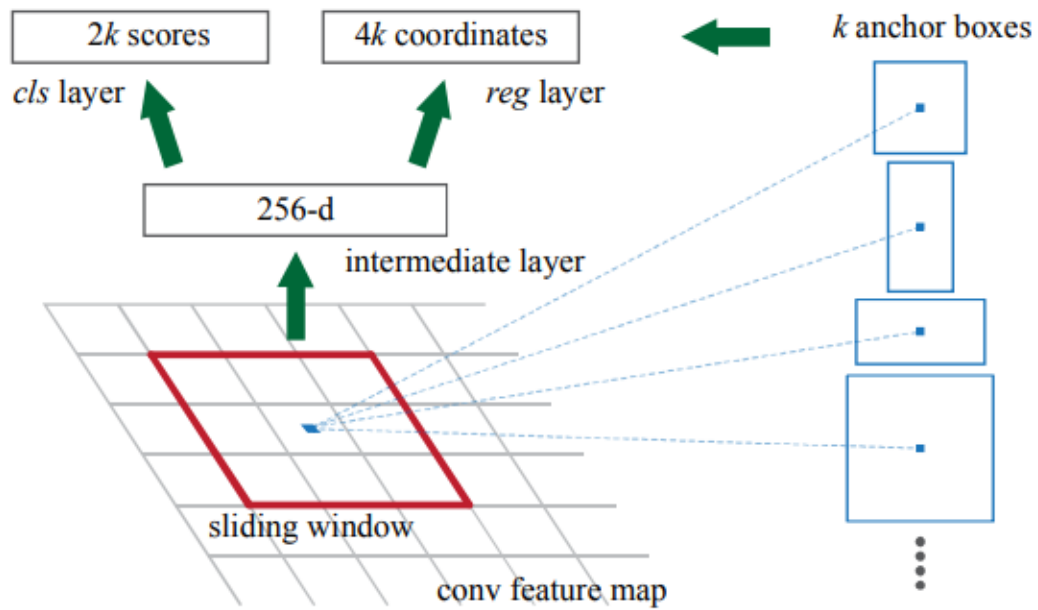 2k scores
4k coordinates
k anchor boxes
cls layer
reg layer
256-d
intermediate layer
sliding window
conv feature map